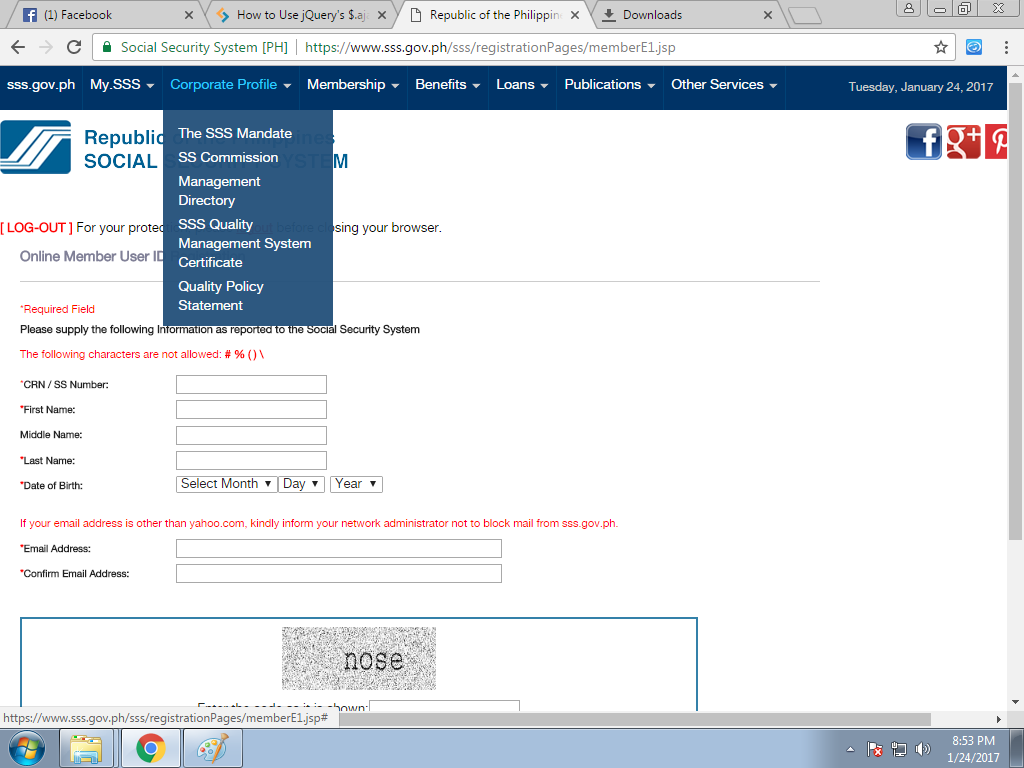 (1) Facebook
How to Use jQuery's $.aj
Republic of the Philippin
Downloads
Social Security System [PH] https://www.sss.gov.ph/sss/registrationPages/memberE1.jsp
sss.gov.ph My.SSS Corporate Profile Membership Benefits Loans Publications Other Services Tuesday, January 24, 2017
The SSS Mandate
SS Commission
Management
Directory
SSS Quality
Management System
Certificate
Quality Policy
Statement
Republic of the Philippines
SOCIAL SECURITY SYSTEM
[ LOG-OUT ] For your protection, before closing your browser.
Online Member User ID
*Required Field
Please supply the following Information as reported to the Social Security System
The following characters are not allowed: # % ( ) \
*CRN / SS Number:
*First Name:
Middle Name:
*Last Name:
*Date of Birth: Select Month Day Year
If your email address is other than yahoo.com, kindly inform your network administrator not to block mail from sss.gov.ph.
*Email Address:
*Confirm Email Address:
nose
Enter the code as it is shown:
https://www.sss.gov.ph/sss/registrationPages/memberE1.jsp#
8:53 PM
1/24/2017